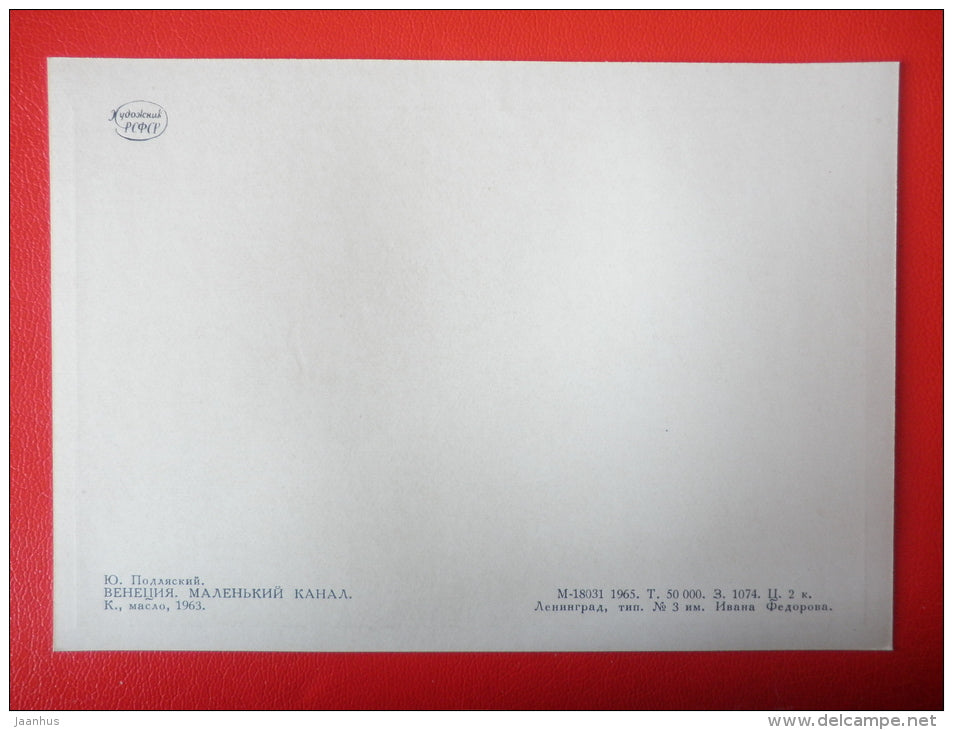 Художник
РСФСР
Ю. Подляский.
ВЕНЕЦИЯ. МАЛЕНЬКИЙ КАНАЛ.
К., масло, 1963.
М-18031 1965. Т. 50 000. З. 1074. Ц. 2 к.
Ленинград, тип. № 3 им. Ивана Федорова.
jaanhus
www.delcampe.net